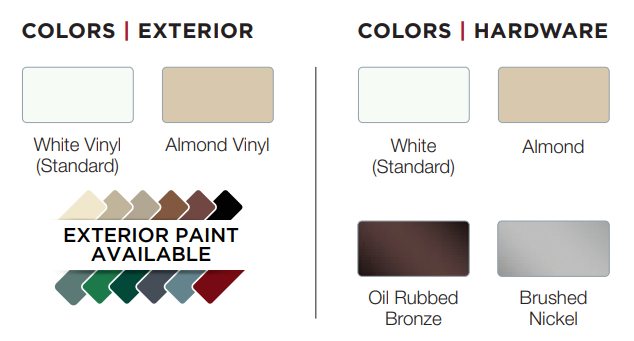 COLORS | EXTERIOR
White Vinyl
(Standard)
Almond Vinyl
EXTERIOR PAINT
AVAILABLE
COLORS | HARDWARE
White
(Standard)
Almond
Oil Rubbed
Bronze
Brushed
Nickel